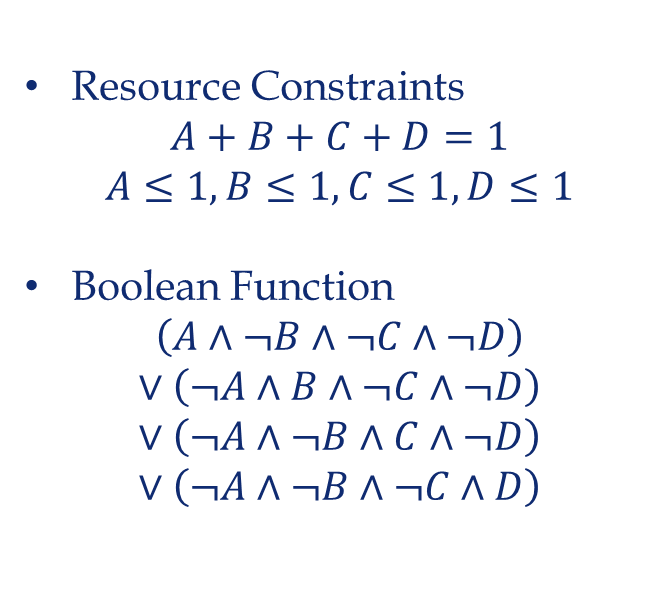 • Resource Constraints
A + B + C + D = 1
A ≤ 1, B ≤ 1, C ≤ 1, D ≤ 1
• Boolean Function
(A ∧ ¬B ∧ ¬C ∧ ¬D)
∨ (¬A ∧ B ∧ ¬C ∧ ¬D)
∨ (¬A ∧ ¬B ∧ C ∧ ¬D)
∨ (¬A ∧ ¬B ∧ ¬C ∧ D)